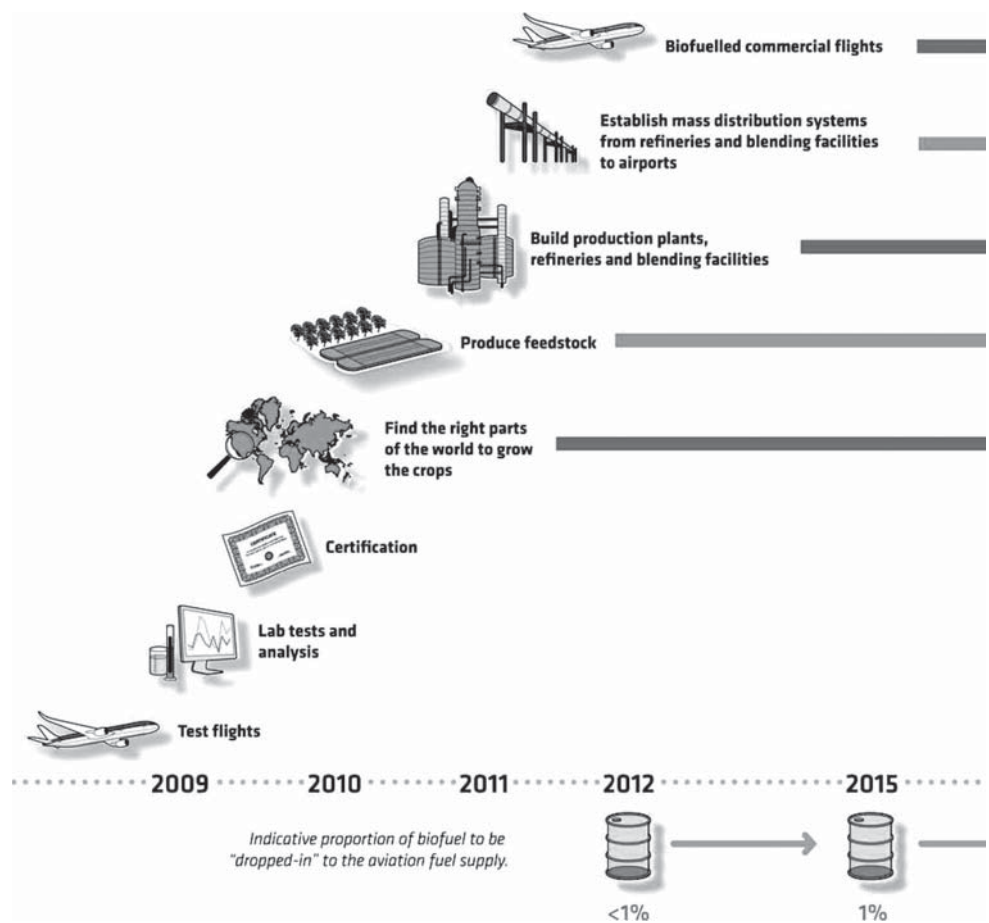 Biofuelled commercial flights
Establish mass distribution systems
from refineries and blending facilities
to airports
Build production plants,
refineries and blending facilities
Produce feedstock
Find the right parts
of the world to grow
the crops
CERTIFICATE
Certification
Lab tests and
analysis
Test flights
2009 2010 2011 2012 2015
Indicative proportion of biofuel to be
"dropped-in" to the aviation fuel supply.
<1% 1%